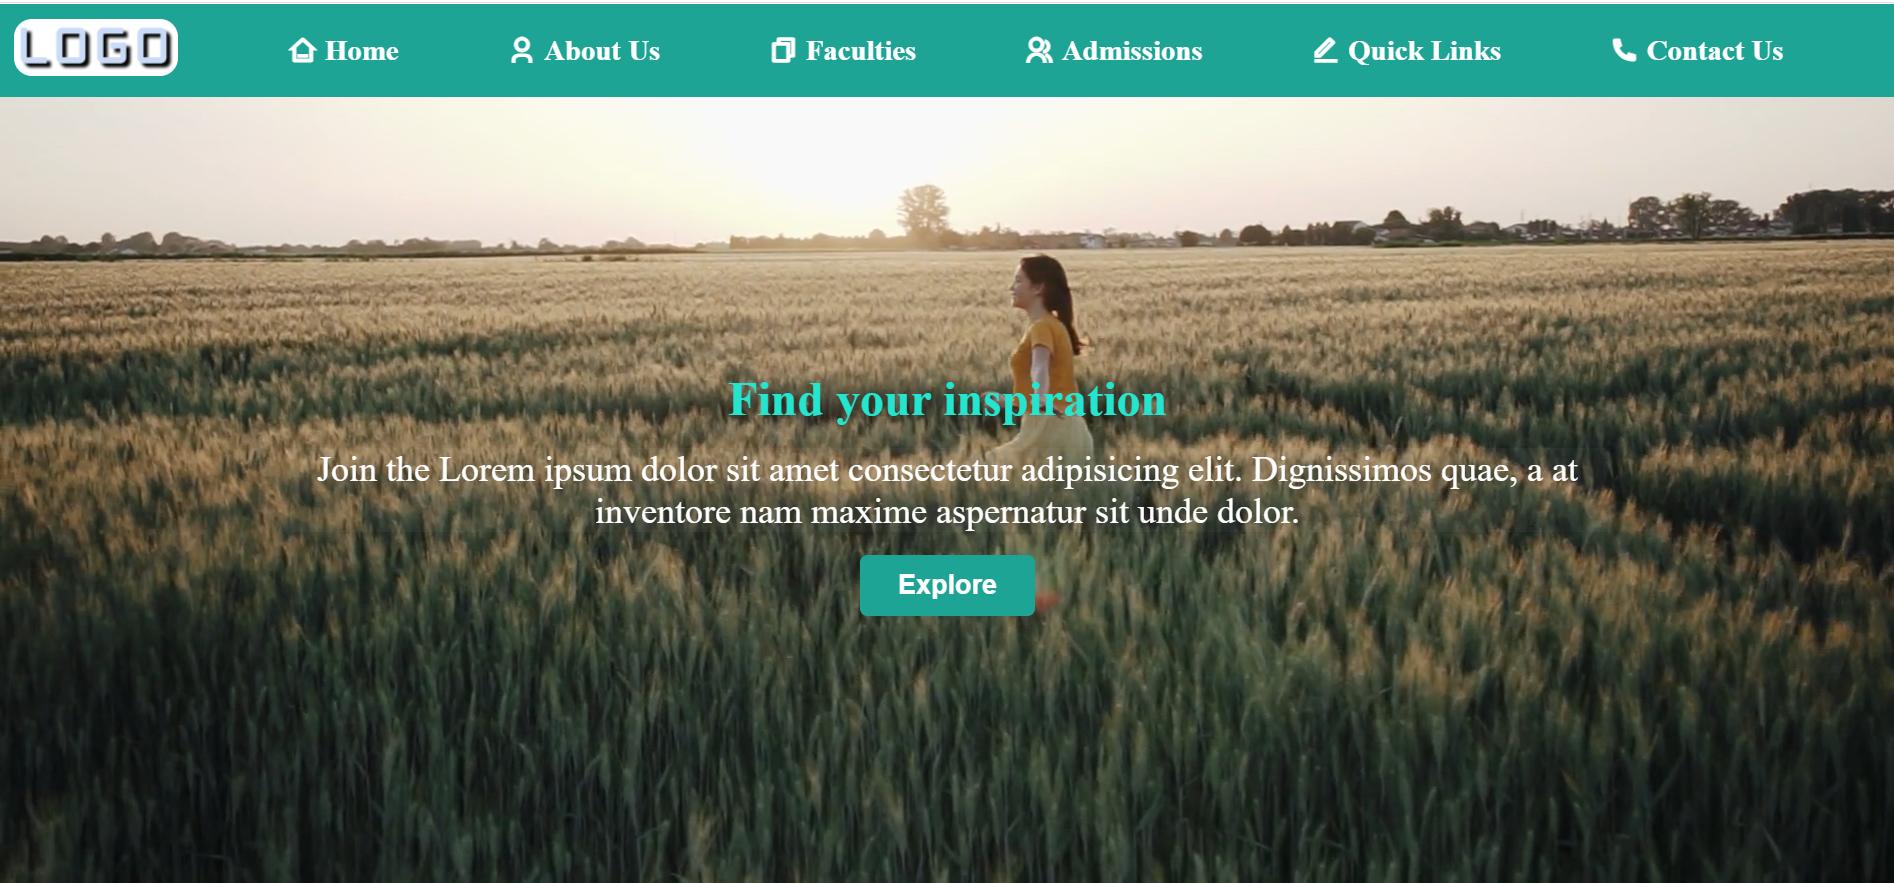 LOGO
Home
About Us
Faculties
Admissions
Quick Links
Contact Us
Find your inspiration
Join the Lorem ipsum dolor sit amet consectetur adipisicing elit. Dignissimos quae, a at
inventore nam maxime aspernatur sit unde dolor.
Explore